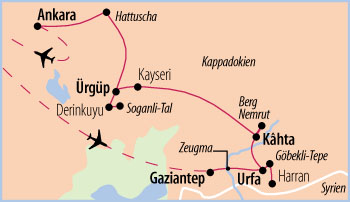 Ankara
Hattuscha
Kayseri
Kappadokien
Ürgüp
Derinkuyu
Soganli-Tal
Berg
Nemrut
Kâhta
Zeugma
Göbekli-Tepe
Gaziantep
Urfa
Harran
Syrien